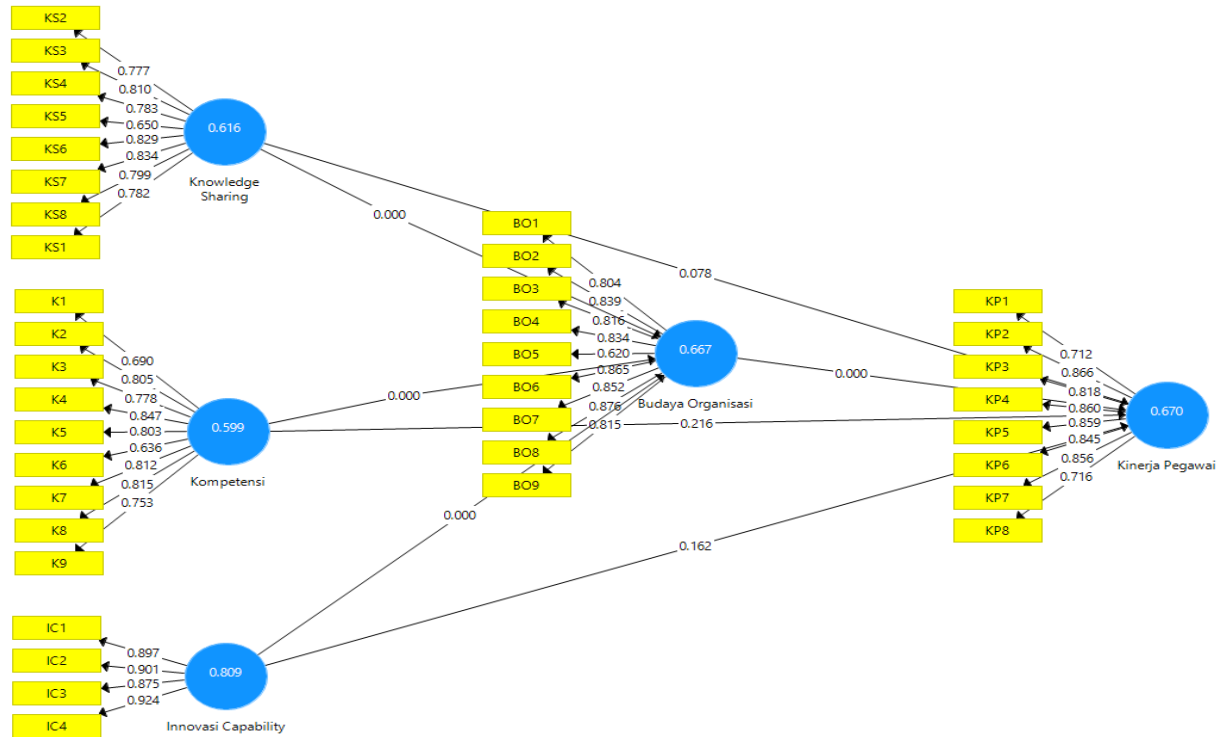 KS2
KS3
KS4
KS5
KS6
KS7
KS8
KS1
0.777
0.810
0.783
0.650
0.829
0.834
0.799
0.782
0.616
Knowledge
Sharing
K1
K2
K3
K4
K5
K6
K7
K8
K9
0.690
0.805
0.778
0.847
0.803
0.636
0.812
0.815
0.753
0.599
Kompetensi
IC1
IC2
IC3
IC4
0.897
0.901
0.875
0.924
0.809
Innovasi Capability
0.000
0.000
0.000
BO1
BO2
BO3
BO4
BO5
BO6
BO7
BO8
BO9
0.804
0.839
0.816
0.834
0.620
0.865
0.852
0.876
0.815
0.667
Budaya Organisasi
0.078
0.000
0.216
0.162
KP1
KP2
KP3
KP4
KP5
KP6
KP7
KP8
0.712
0.866
0.818
0.860
0.859
0.845
0.856
0.716
0.670
Kinerja Pegawai